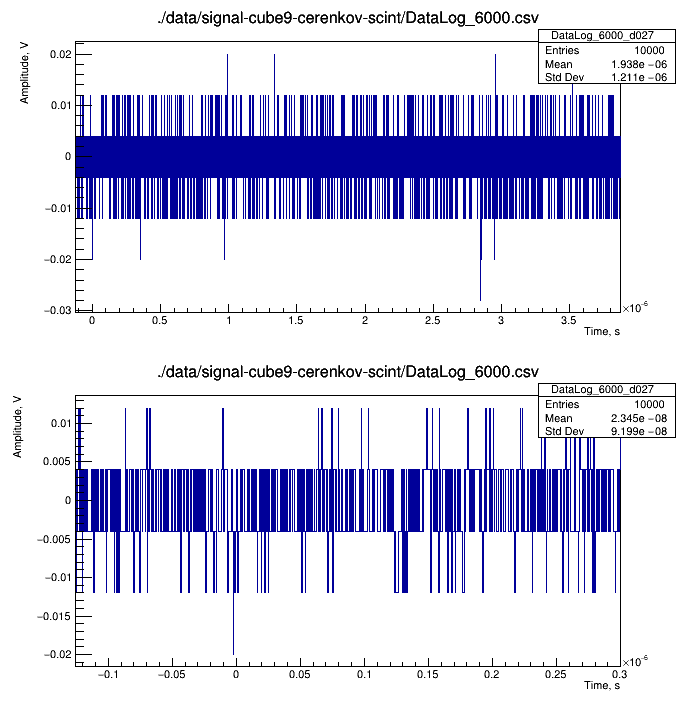 ./data/signal-cube9-cerenkov-scint/DataLog_6000.csv
DataLog_6000_d027
Entries 10000
Mean 1.938e −06
Std Dev 1.211e −06
Amplitude, V
0.02
0.01
0
−0.01
−0.02
−0.03
0 0.5 1 1.5 2 2.5 3 3.5
×10−6
Time, s
./data/signal-cube9-cerenkov-scint/DataLog_6000.csv
DataLog_6000_d027
Entries 10000
Mean 2.345e −08
Std Dev 9.199e −08
Amplitude, V
0.01
0.005
0
−0.005
−0.01
−0.015
−0.02
−0.1 −0.05 0 0.05 0.1 0.15 0.2 0.25 0.3
×10−6
Time, s